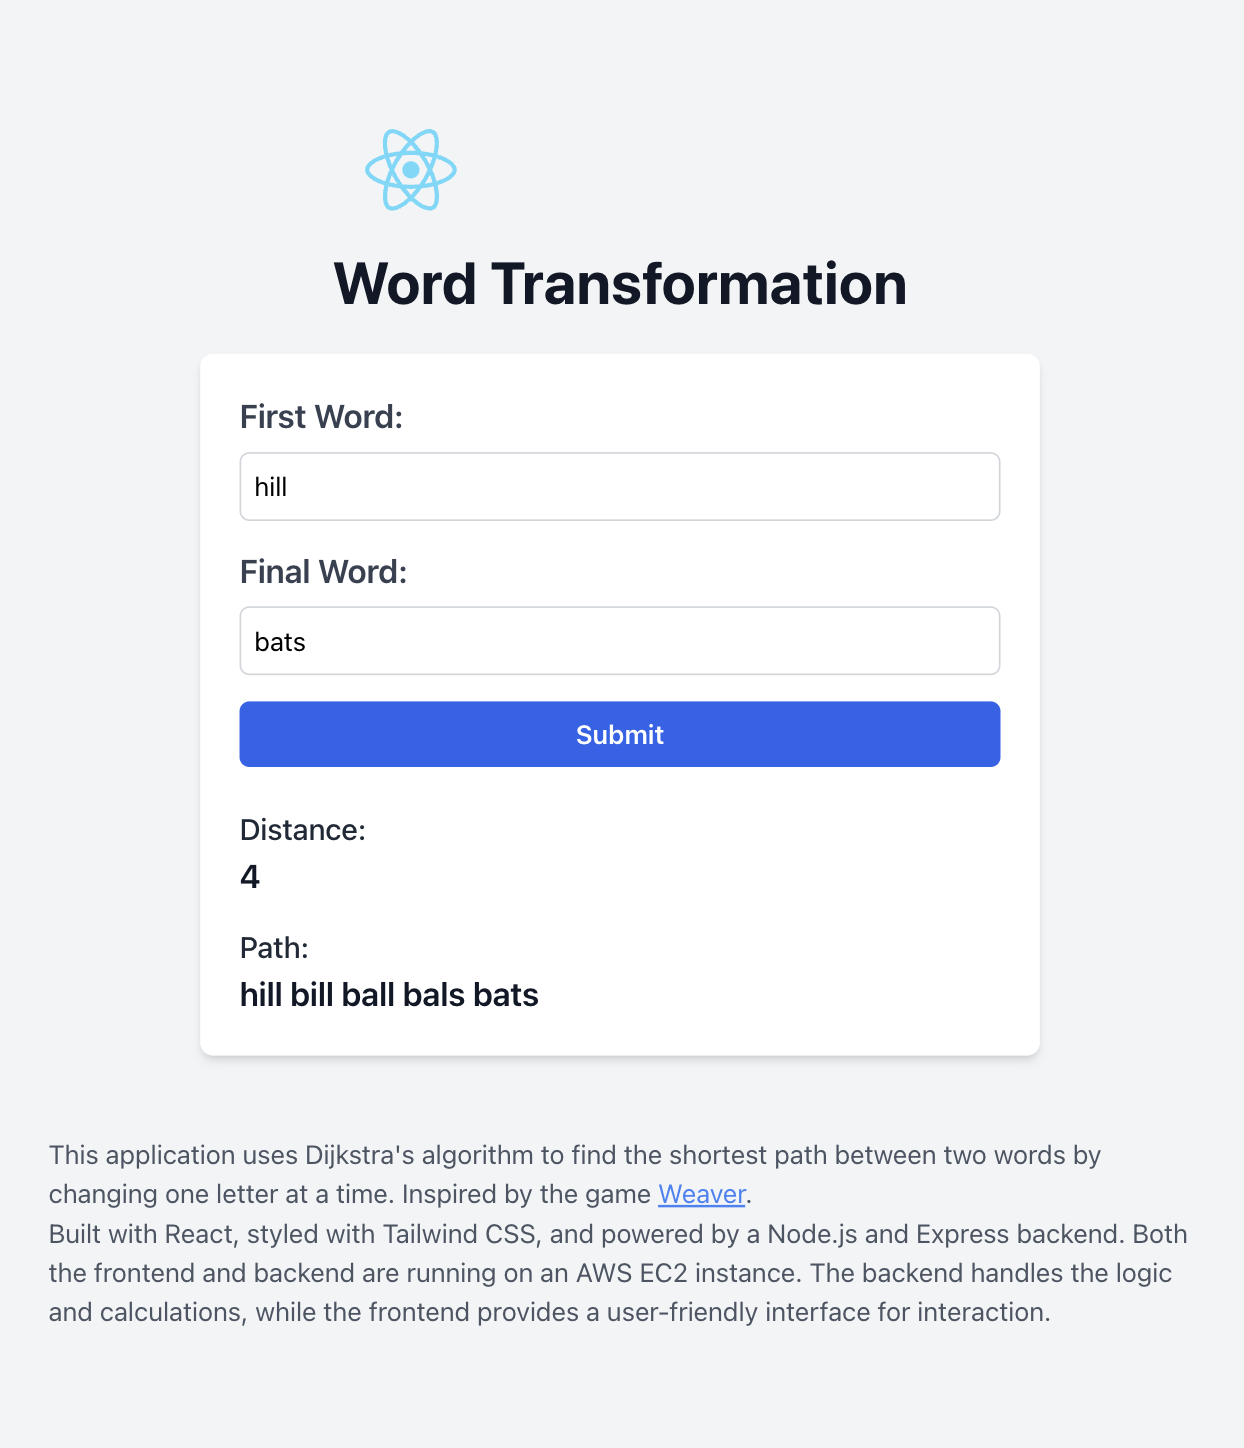 Word Transformation
First Word:
hill
Final Word:
bats
Submit
Distance:
4
Path:
hill bill ball bals bats
This application uses Dijkstra's algorithm to find the shortest path between two words by
changing one letter at a time. Inspired by the game Weaver.
Built with React, styled with Tailwind CSS, and powered by a Node.js and Express backend. Both
the frontend and backend are running on an AWS EC2 instance. The backend handles the logic
and calculations, while the frontend provides a user-friendly interface for interaction.